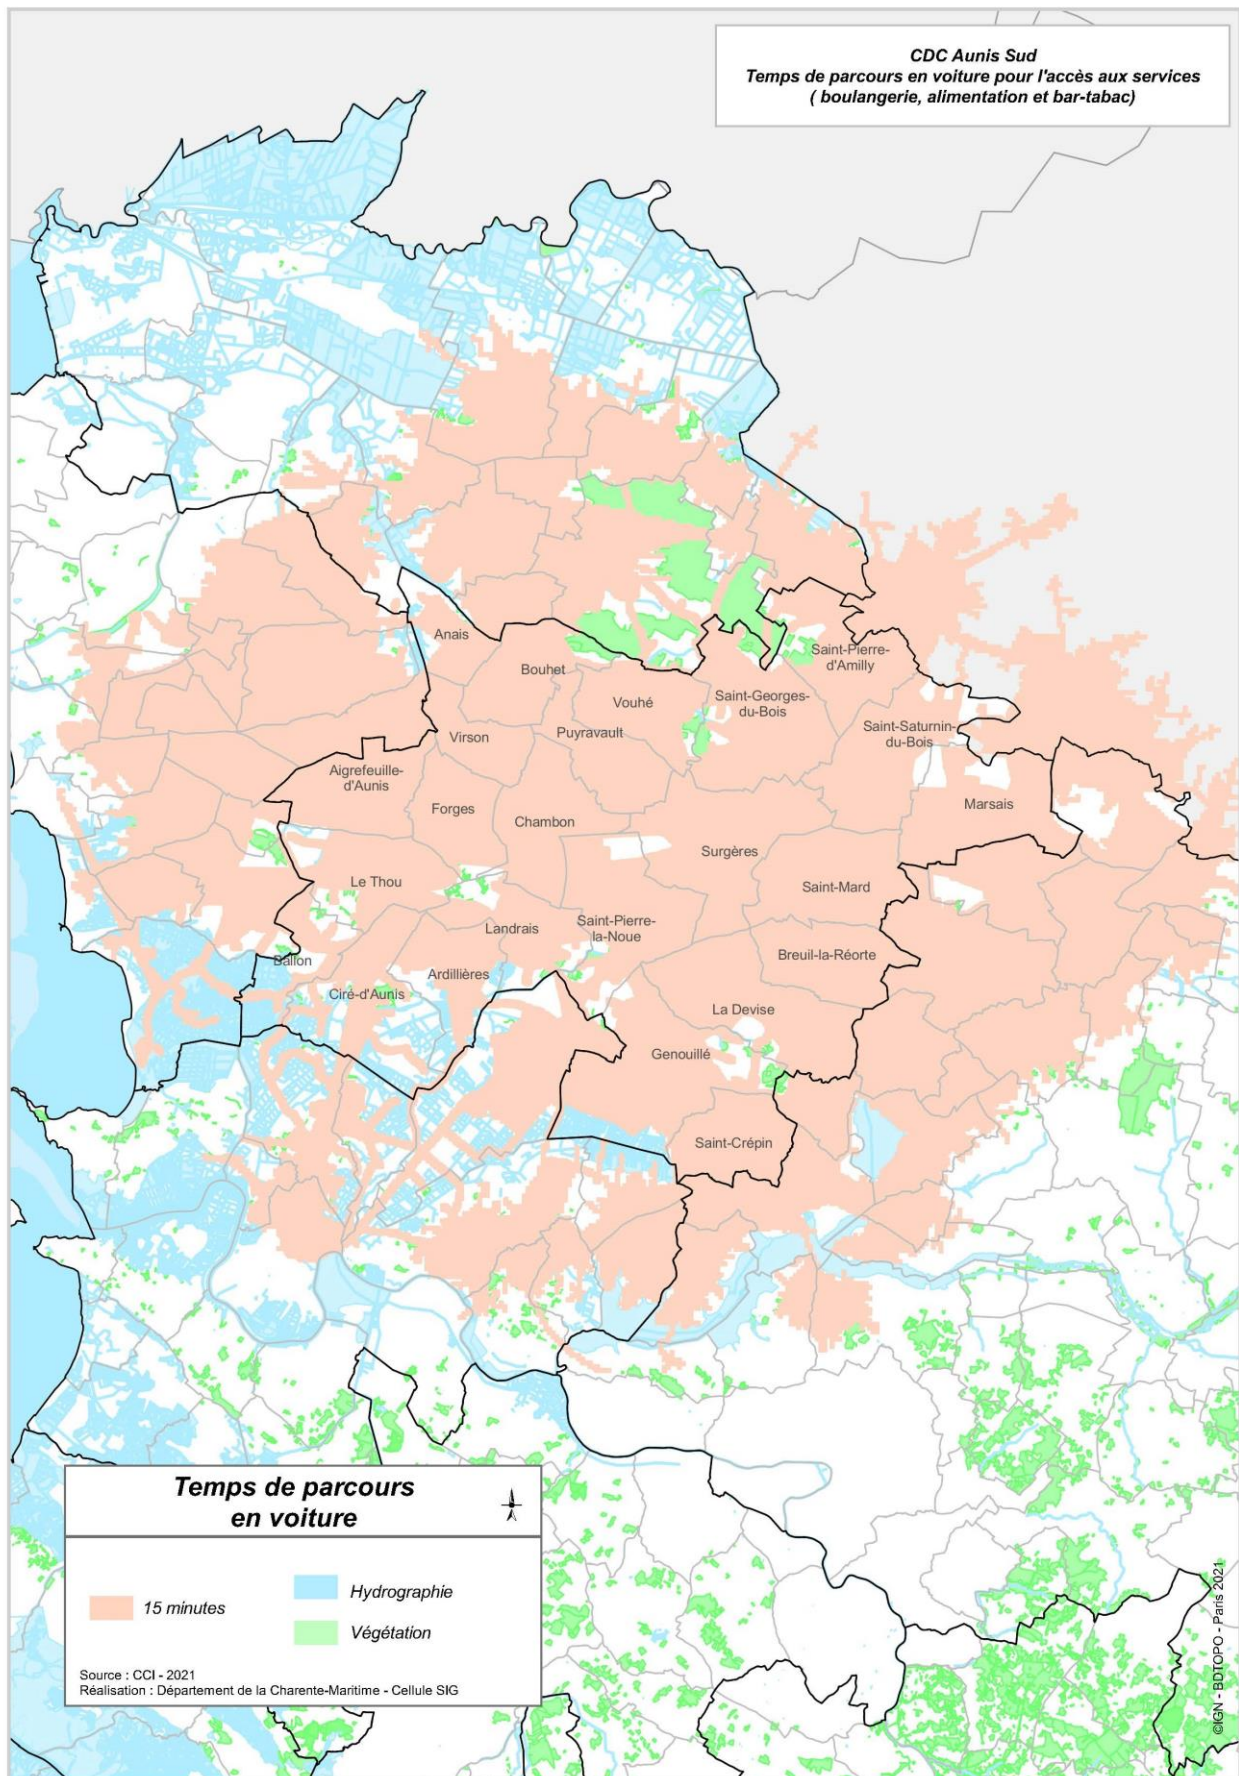 CDC Aunis Sud
Temps de parcours en voiture pour l'accès aux services
( boulangerie, alimentation et bar-tabac)
Anais
Bouhet
Saint-Pierre-
d'Amilly
Vouhé
Saint-Georges-
du-Bois
Puyravault
Virson
Saint-Saturnin-
du-Bois
Aigrefeuille-
d'Aunis
Forges
Chambon
Marsais
Surgères
Le Thou
Saint-Mard
Landrais
Saint-Pierre-
la-Noue
Breuil-la-Réorte
Ballon
Ardillières
Ciré-d'Aunis
La Devise
Genouillé
Saint-Crépin
Temps de parcours
en voiture
15 minutes
Hydrographie
Végétation
Source : CCI - 2021
Réalisation : Département de la Charente-Maritime - Cellule SIG
©IGN - BDTOPO - Paris 2021